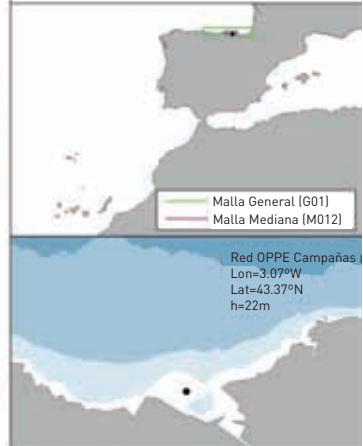 Malla General (G01)
Malla Mediana (M012)
Red OPPE Campañas
Lon=3.07ºW
Lat=43.37ºN
h=22m